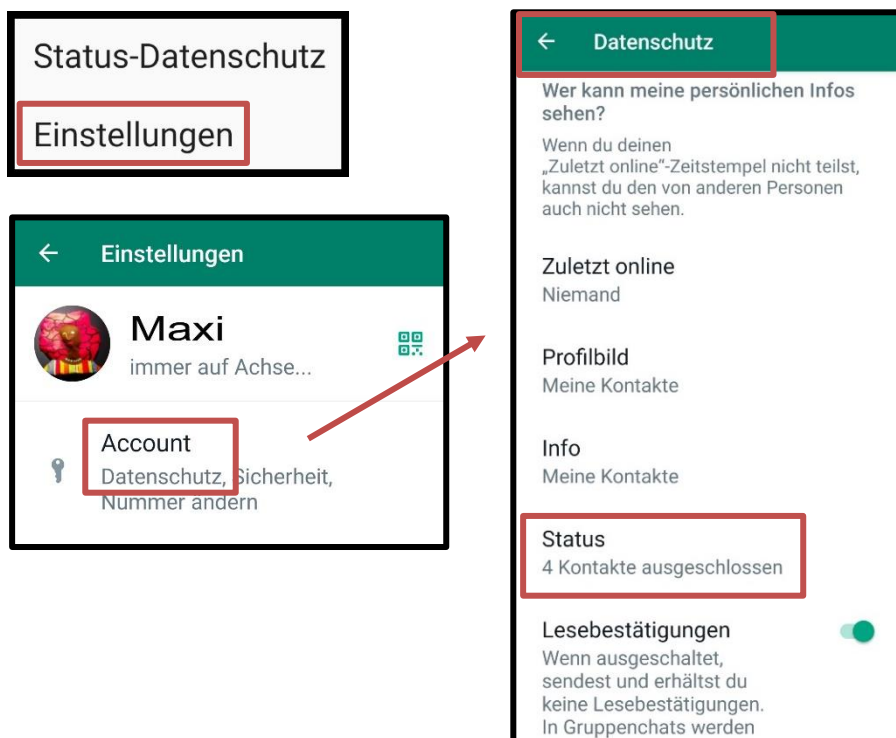 Status-Datenschutz
Einstellungen
Einstellungen
Maxi
immer auf Achse...
Account
Datenschutz, Sicherheit,
Nummer ändern
Datenschutz
Wer kann meine persönlichen Infos
sehen?
Wenn du deinen
„Zuletzt online“-Zeitstempel nicht teilst,
kannst du den von anderen Personen
auch nicht sehen.
Zuletzt online
Niemand
Profilbild
Meine Kontakte
Info
Meine Kontakte
Status
4 Kontakte ausgeschlossen
Lesebestätigungen
Wenn ausgeschaltet,
sendest und erhältst du
keine Lesebestätigungen.
In Gruppenchats werden